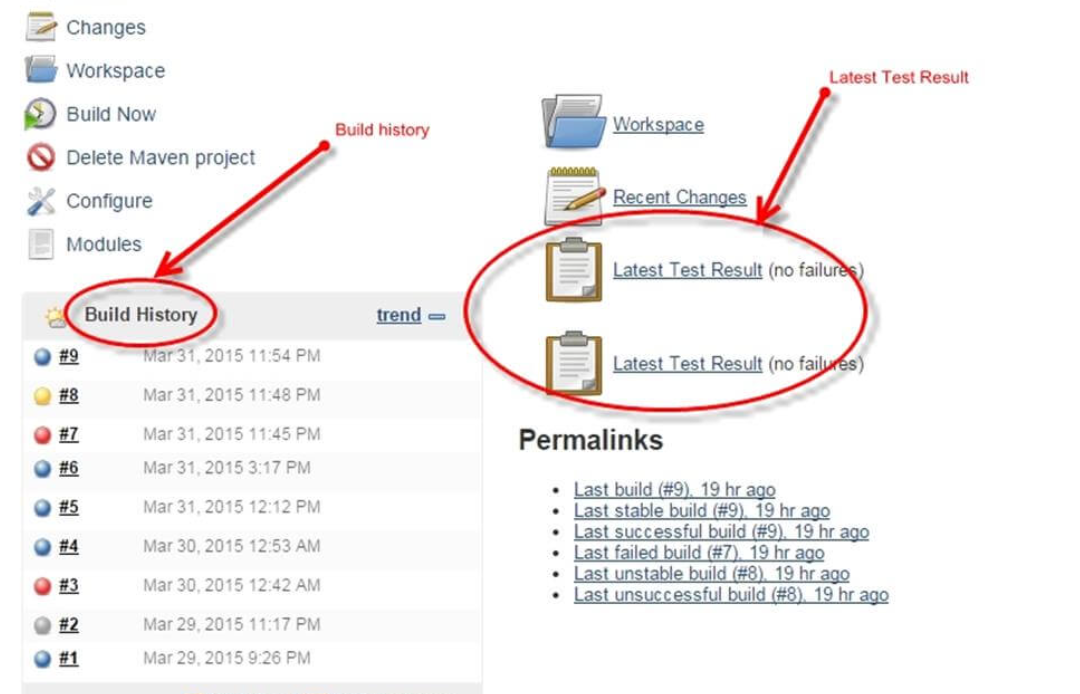 Changes
Workspace
Build Now
Delete Maven project
Configure
Modules
Build history
Build History trend
#9 Mar 31, 2015 11:54 PM
#8 Mar 31, 2015 11:48 PM
#7 Mar 31, 2015 11:45 PM
#6 Mar 31, 2015 3:17 PM
#5 Mar 31, 2015 12:12 PM
#4 Mar 30, 2015 12:53 AM
#3 Mar 30, 2015 12:42 AM
#2 Mar 29, 2015 11:17 PM
#1 Mar 29, 2015 9:26 PM
Latest Test Result
Workspace
Recent Changes
Latest Test Result (no failures)
Latest Test Result (no failures)
Permalinks
• Last build (#9), 19 hr ago
• Last stable build (#9), 19 hr ago
• Last successful build (#9), 19 hr ago
• Last failed build (#7), 19 hr ago
• Last unstable build (#8), 19 hr ago
• Last unsuccessful build (#8), 19 hr ago